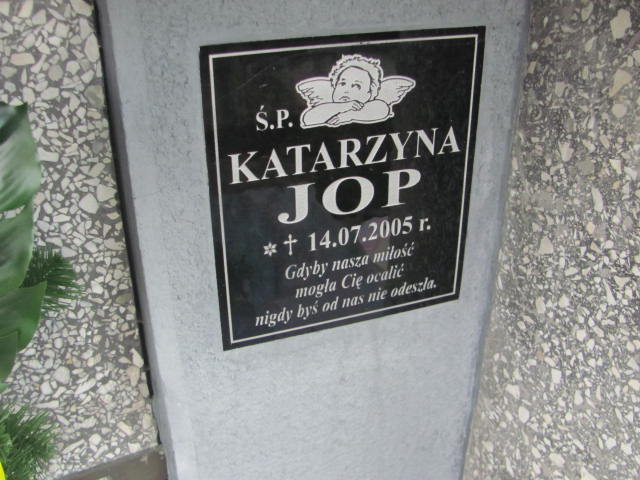 Ś.P.
KATARZYNA
JOP
* † 14.07.2005 r.
Gdyby nasza miłość
mogła Cię ocalić
nigdy byś od nas nie odeszła.